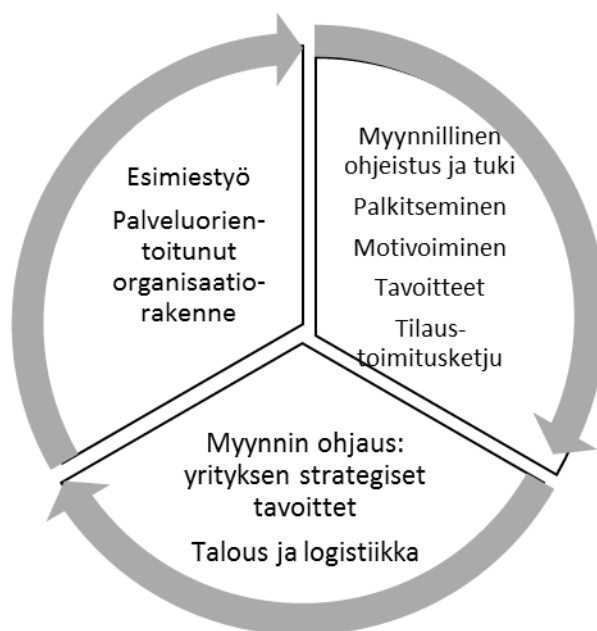 Esimiestyö
Palveluorien-
toitunut
organisaatio-
rakenne
Myynnillinen
ohjeistus ja tuki
Palkitseminen
Motivoiminen
Tavoitteet
Tilaus-
toimitusketju
Myynnin ohjaus:
yrityksen strategiset
tavoittet
Talous ja logistiikka